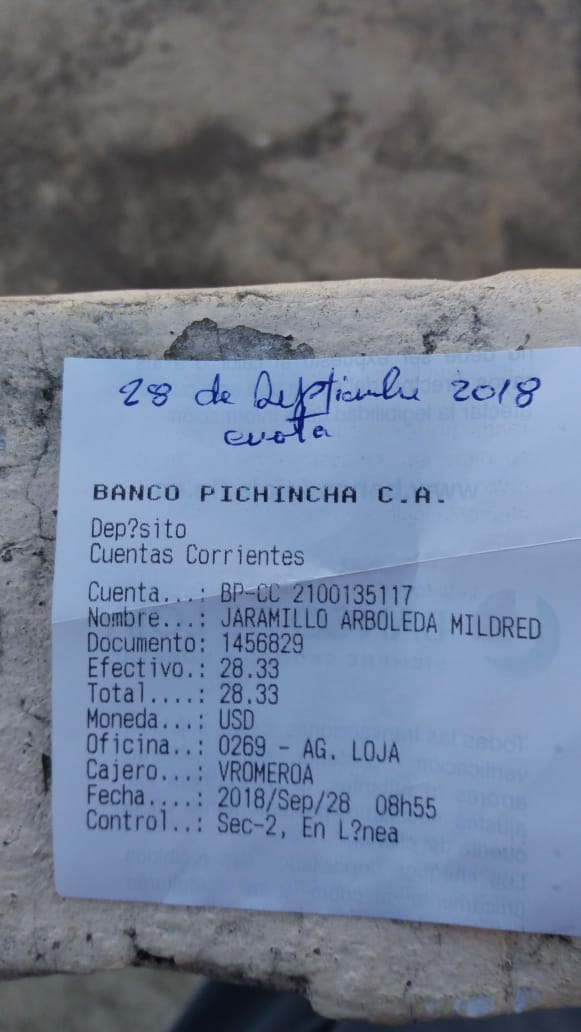 28 de Septiembre 2018
cuota
BANCO PICHINCHA C.A.
Dep?sito
Cuentas Corrientes
Cuenta...: BP-CC 2100135117
Nombre...: JARAMILLO ARBOLEDA MILDRED
Documento: 1456829
Efectivo.: 28.33
Total....: 28.33
Moneda...: USD
Oficina..: 0269 - AG. LOJA
Cajero...: VROMEROA
Fecha....: 2018/Sep/28 08h55
Control..: Sec-2, En L?nea